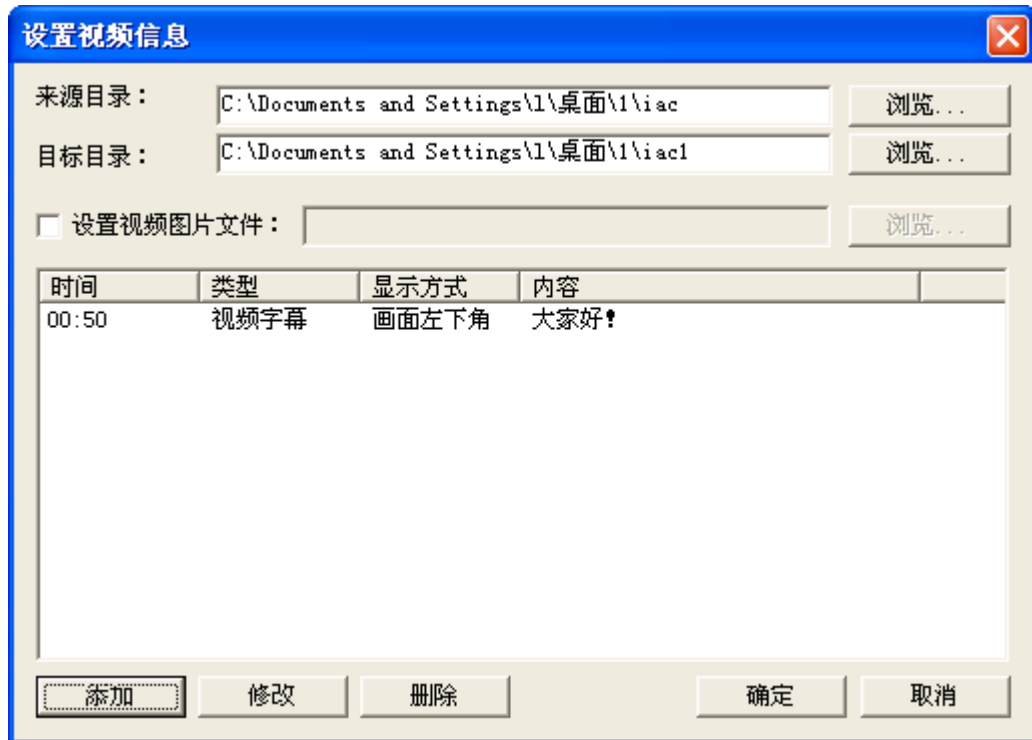 设置视频信息
来源目录： C:\Documents and Settings\l\桌面\1\iac 浏览...
目标目录： C:\Documents and Settings\l\桌面\1\iac1 浏览...
设置视频图片文件： 浏览...
时间 类型 显示方式 内容
00:50 视频字幕 画面左下角 大家好！
添加 修改 删除 确定 取消